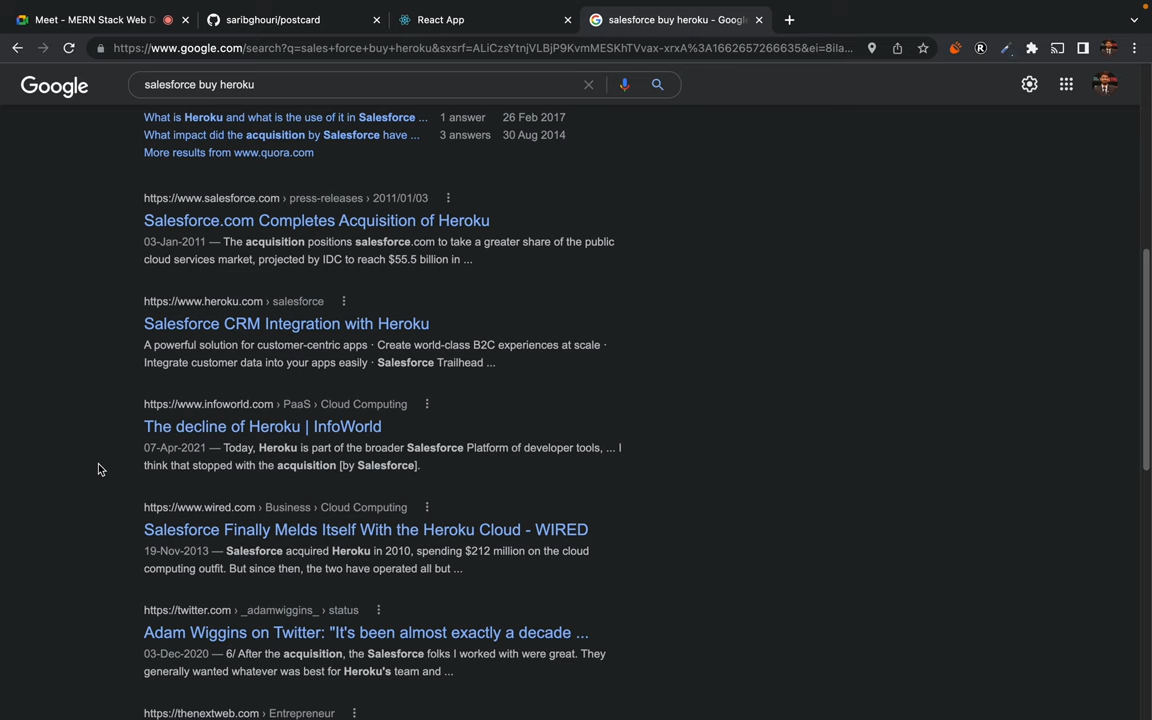 Meet - MERN Stack Web D
saribghouri/postcard
React App
salesforce buy heroku - Google
https://www.google.com/search?q=sales+force+buy+heroku&sxsrf=ALiCzsYtnjVLBjP9KvmMESKhTVvax-xrxA%3A1662657266635&ei=8ila...
Google
salesforce buy heroku
What is Heroku and what is the use of it in Salesforce ... 1 answer 26 Feb 2017
What impact did the acquisition by Salesforce have ... 3 answers 30 Aug 2014
More results from www.quora.com
https://www.salesforce.com › press-releases › 2011/01/03
Salesforce.com Completes Acquisition of Heroku
03-Jan-2011 — The acquisition positions salesforce.com to take a greater share of the public
cloud services market, projected by IDC to reach $55.5 billion in ...
https://www.heroku.com › salesforce
Salesforce CRM Integration with Heroku
A powerful solution for customer-centric apps · Create world-class B2C experiences at scale ·
Integrate customer data into your apps easily · Salesforce Trailhead ...
https://www.infoworld.com › PaaS › Cloud Computing
The decline of Heroku | InfoWorld
07-Apr-2021 — Today, Heroku is part of the broader Salesforce Platform of developer tools, ... I
think that stopped with the acquisition [by Salesforce].
https://www.wired.com › Business › Cloud Computing
Salesforce Finally Melds Itself With the Heroku Cloud - WIRED
19-Nov-2013 — Salesforce acquired Heroku in 2010, spending $212 million on the cloud
computing outfit. But since then, the two have operated all but ...
https://twitter.com › _adamwiggins_ › status
Adam Wiggins on Twitter: "It's been almost exactly a decade ...
03-Dec-2020 — 6/ After the acquisition, the Salesforce folks I worked with were great. They
generally wanted whatever was best for Heroku's team and ...
https://thenextweb.com › Entrepreneur